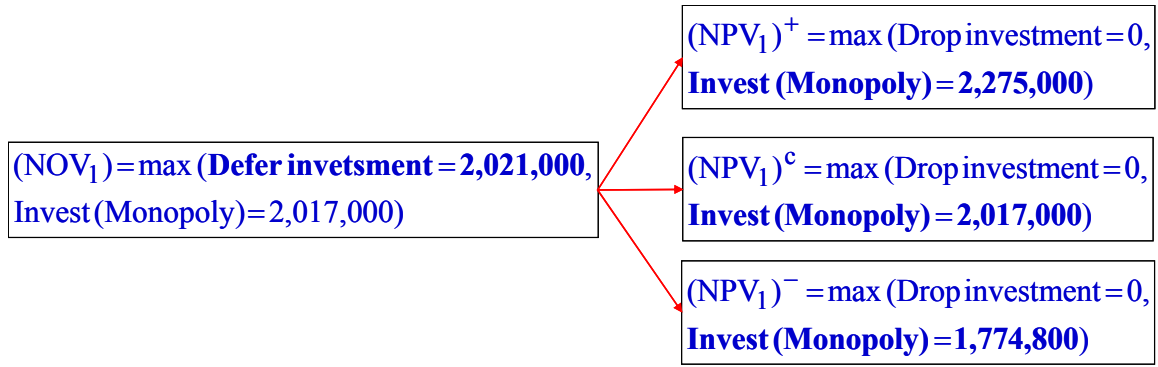 (NOV₁) = max (Defer invetsment = 2,021,000,
Invest (Monopoly) = 2,017,000)
(NPV₁)⁺ = max (Drop investment = 0,
Invest (Monopoly) = 2,275,000)
(NPV₁)ᶜ = max (Drop investment = 0,
Invest (Monopoly) = 2,017,000)
(NPV₁)⁻ = max (Drop investment = 0,
Invest (Monopoly) = 1,774,800)